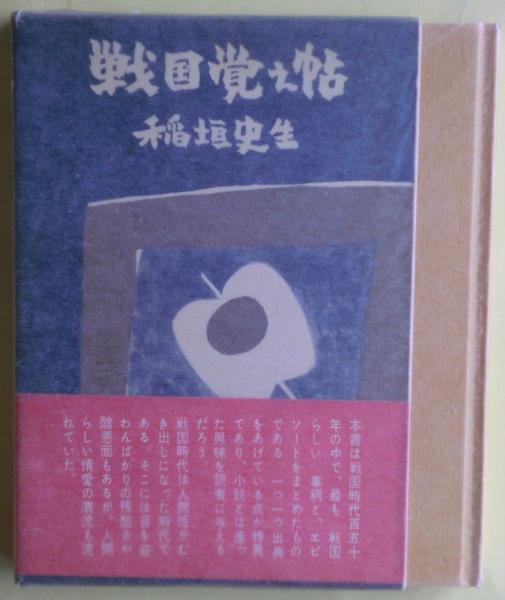 戦国覚え帖
稲垣史生
本書は戦国時代百五十
年の中で、最も 戦国
らしい 事柄と、エピ
ソードをまとめたもの
である 一つ一つ出典
をあげている点が特異
であり、小説とは違っ
た興味を読者に与える
だろう。
戦国時代は人間性がむ
き出しになった時代で
ある。そこには目を蔽
わんばかりの残酷さや
醜悪面もあるが、人間
らしい情愛の清流も流
れていた。